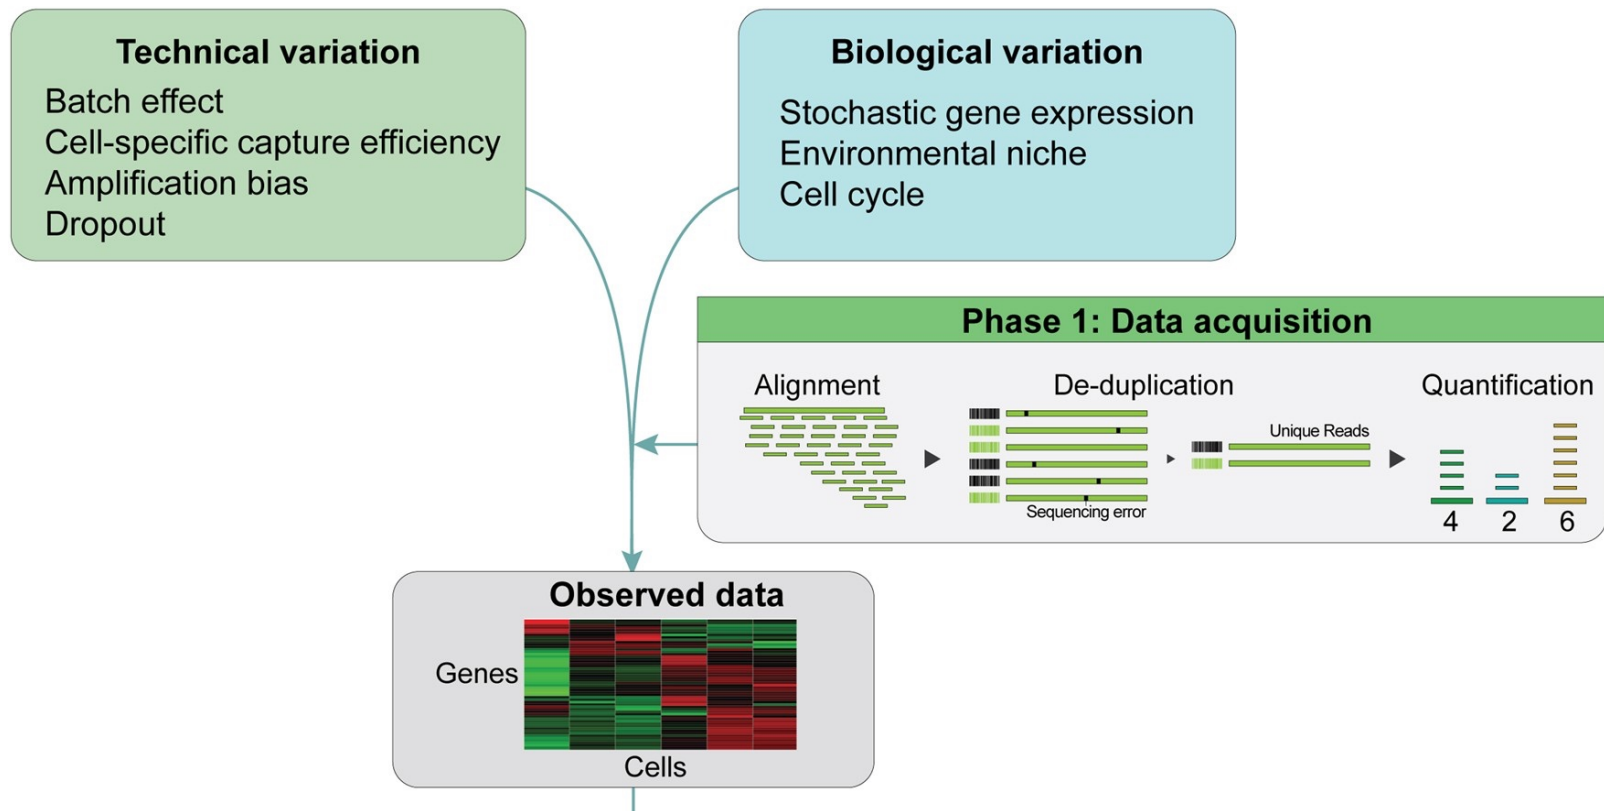 Technical variation
Batch effect
Cell-specific capture efficiency
Amplification bias
Dropout
Biological variation
Stochastic gene expression
Environmental niche
Cell cycle
Phase 1: Data acquisition
Alignment
De-duplication
Quantification
Unique Reads
Sequencing error
4 2 6
Observed data
Genes
Cells